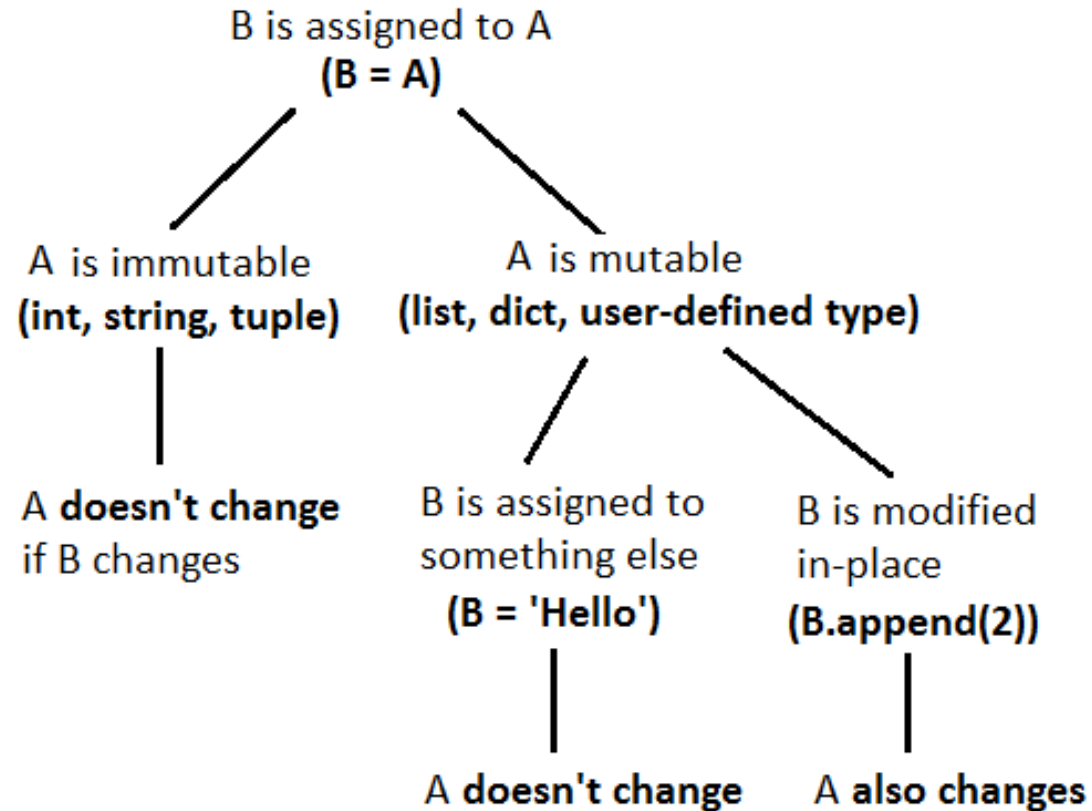 B is assigned to A
(B = A)
A is immutable
(int, string, tuple)
A is mutable
(list, dict, user-defined type)
A doesn't change
if B changes
B is assigned to
something else
(B = 'Hello')
B is modified
in-place
(B.append(2))
A doesn't change
A also changes